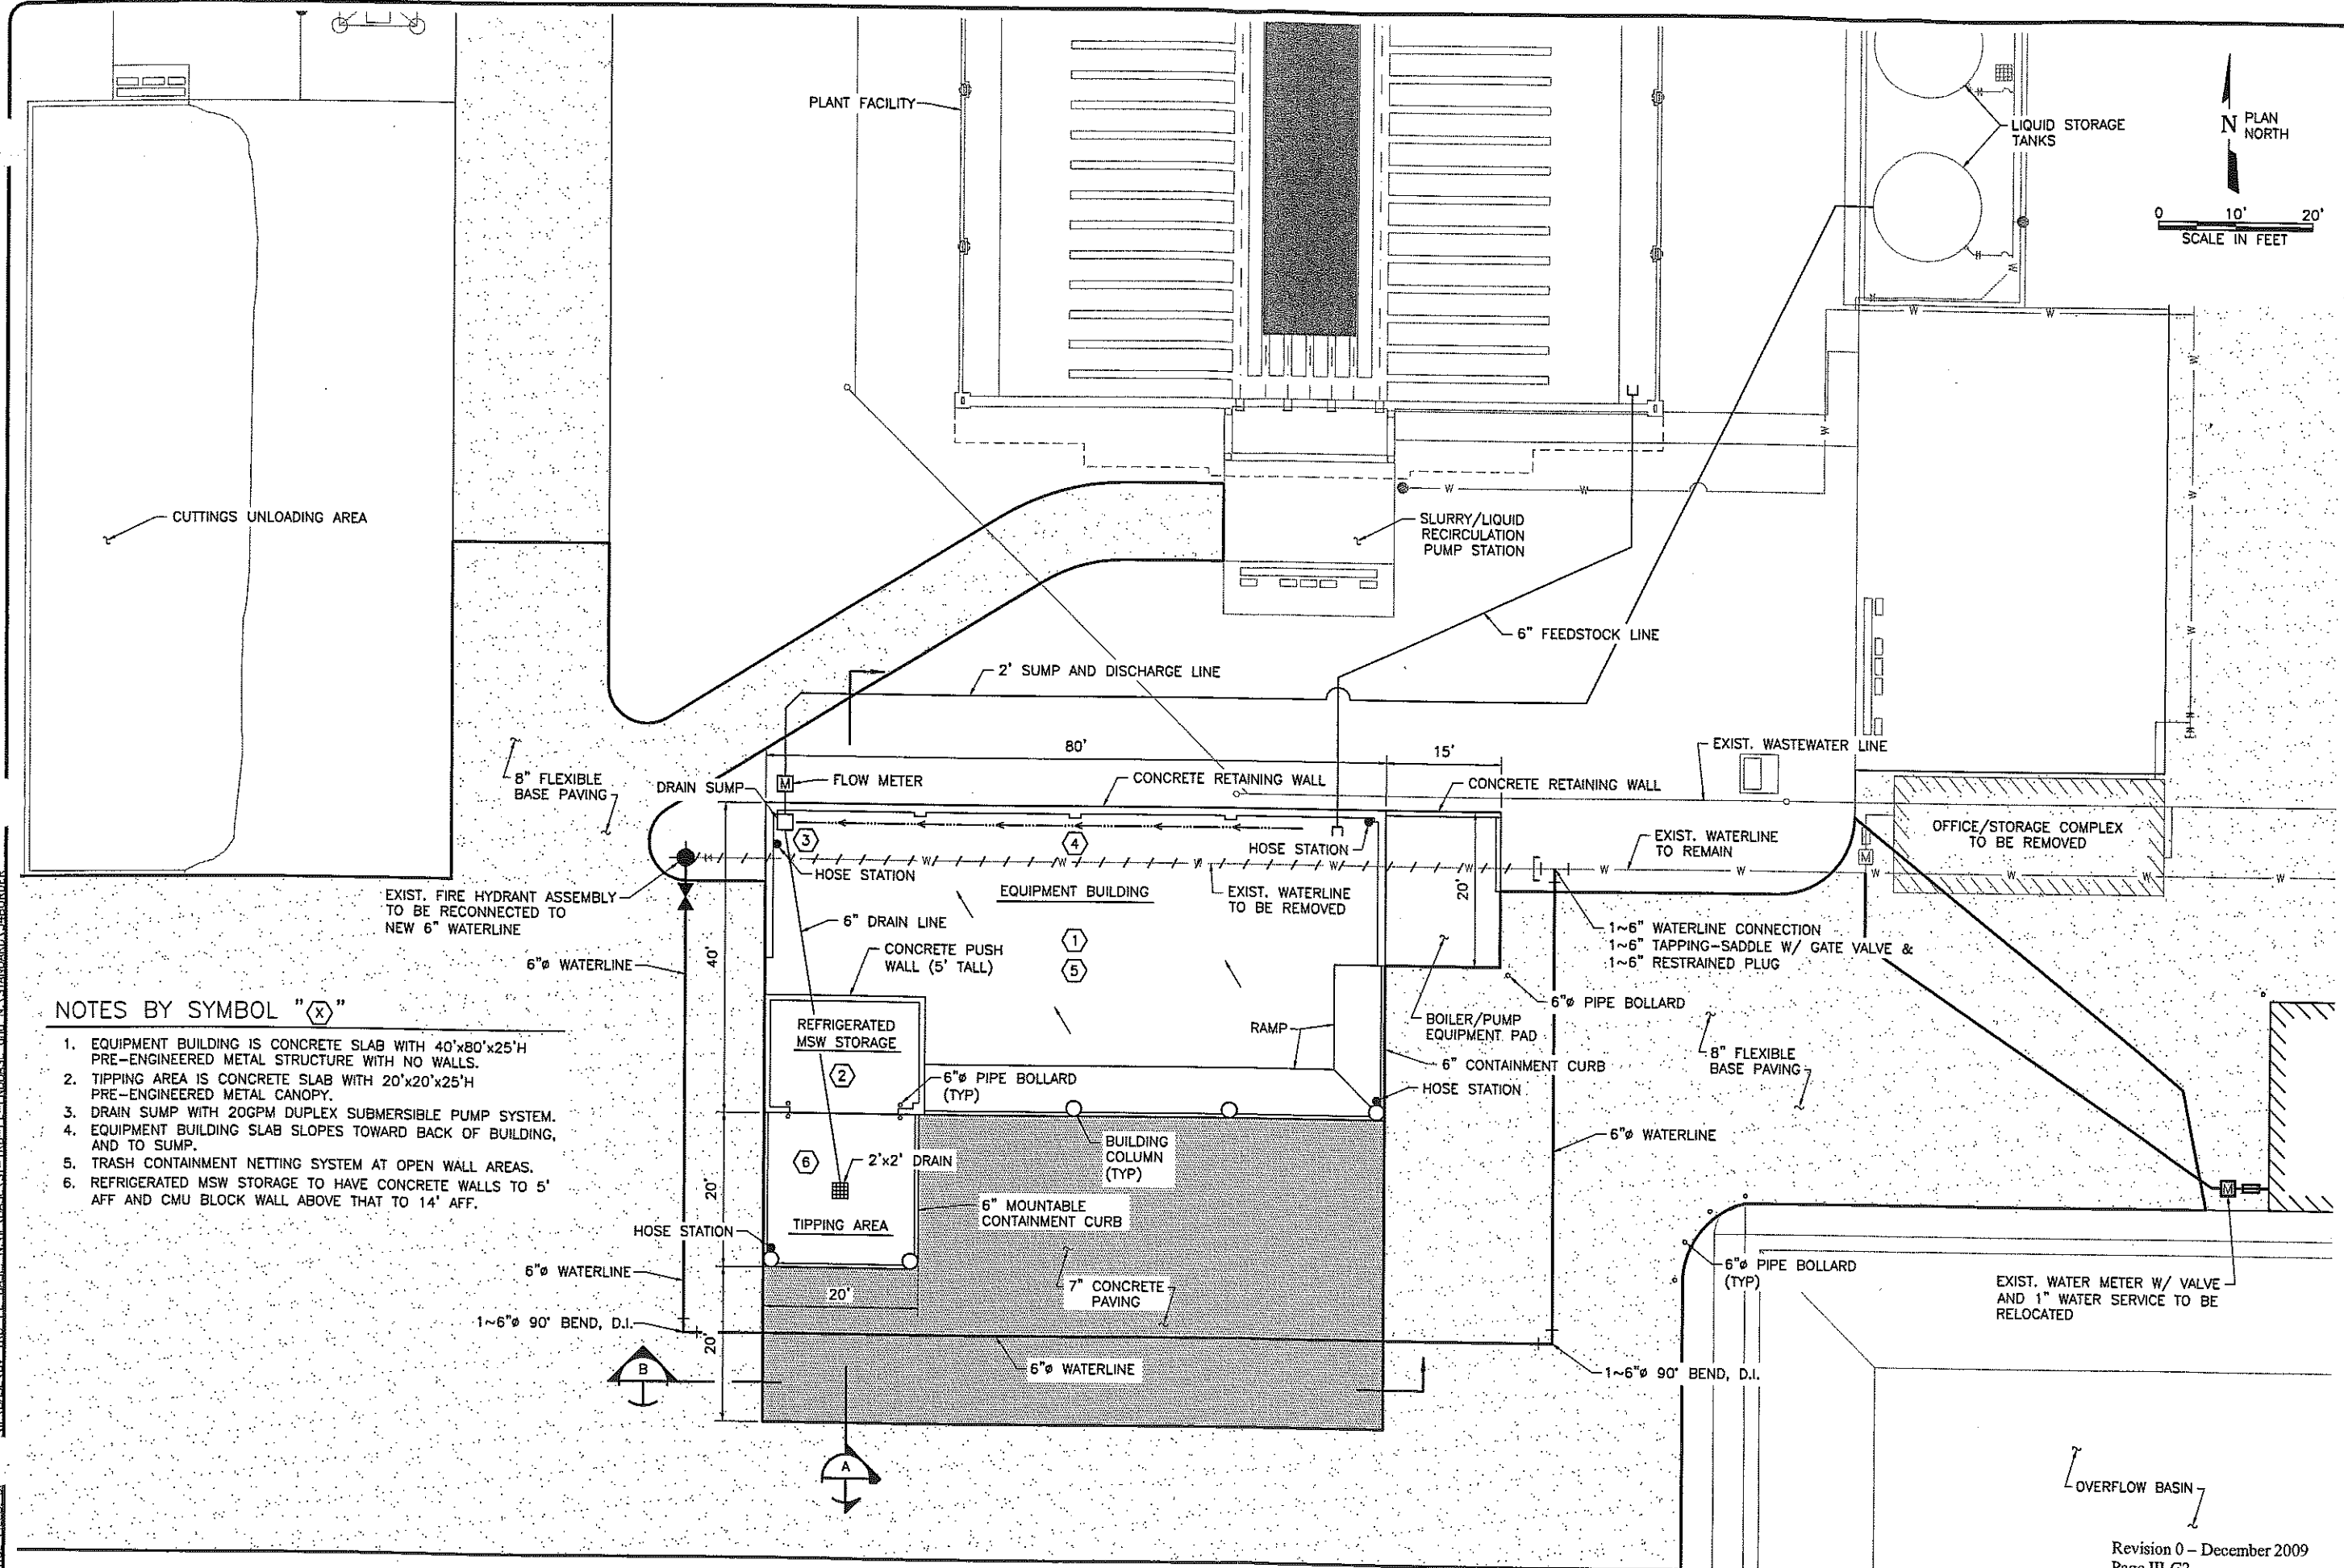 PLANT FACILITY
LIQUID STORAGE
TANKS
N
PLAN
NORTH
0 10' 20'
SCALE IN FEET
CUTTINGS UNLOADING AREA
SLURRY/LIQUID
RECIRCULATION
PUMP STATION
6" FEEDSTOCK LINE
2' SUMP AND DISCHARGE LINE
80'
15'
EXIST. WASTEWATER LINE
8" FLEXIBLE
BASE PAVING
DRAIN SUMP
M
FLOW METER
CONCRETE RETAINING WALL
CONCRETE RETAINING WALL
OFFICE/STORAGE COMPLEX
TO BE REMOVED
3
4
HOSE STATION
HOSE STATION
EXIST. WATERLINE
TO REMAIN
M
EXIST. FIRE HYDRANT ASSEMBLY
TO BE RECONNECTED TO
NEW 6" WATERLINE
EQUIPMENT BUILDING
EXIST. WATERLINE
TO BE REMOVED
20'
6" DRAIN LINE
1
5
1~6" WATERLINE CONNECTION
1~6" TAPPING-SADDLE W/ GATE VALVE &
1~6" RESTRAINED PLUG
40'
CONCRETE PUSH
WALL (5' TALL)
6"ø WATERLINE
6"ø PIPE BOLLARD
NOTES BY SYMBOL "X"
1. EQUIPMENT BUILDING IS CONCRETE SLAB WITH 40'x80'x25'H
PRE-ENGINEERED METAL STRUCTURE WITH NO WALLS.
2. TIPPING AREA IS CONCRETE SLAB WITH 20'x20'x25'H
PRE-ENGINEERED METAL CANOPY.
3. DRAIN SUMP WITH 20GPM DUPLEX SUBMERSIBLE PUMP SYSTEM.
4. EQUIPMENT BUILDING SLAB SLOPES TOWARD BACK OF BUILDING,
AND TO SUMP.
5. TRASH CONTAINMENT NETTING SYSTEM AT OPEN WALL AREAS.
6. REFRIGERATED MSW STORAGE TO HAVE CONCRETE WALLS TO 5'
AFF AND CMU BLOCK WALL ABOVE THAT TO 14' AFF.
REFRIGERATED
MSW STORAGE
2
RAMP
BOILER/PUMP
EQUIPMENT PAD
6" CONTAINMENT CURB
8" FLEXIBLE
BASE PAVING
6"ø PIPE BOLLARD
(TYP)
HOSE STATION
6"ø WATERLINE
BUILDING
COLUMN
(TYP)
6
2'x2' DRAIN
20'
6" MOUNTABLE
CONTAINMENT CURB
TIPPING AREA
HOSE STATION
M
6"ø WATERLINE
7" CONCRETE
PAVING
20'
6"ø PIPE BOLLARD
(TYP)
EXIST. WATER METER W/ VALVE
AND 1" WATER SERVICE TO BE
RELOCATED
1~6"ø 90° BEND, D.I.
20'
6"ø WATERLINE
1~6"ø 90° BEND, D.I.
B
A
OVERFLOW BASIN
Revision 0 – December 2009